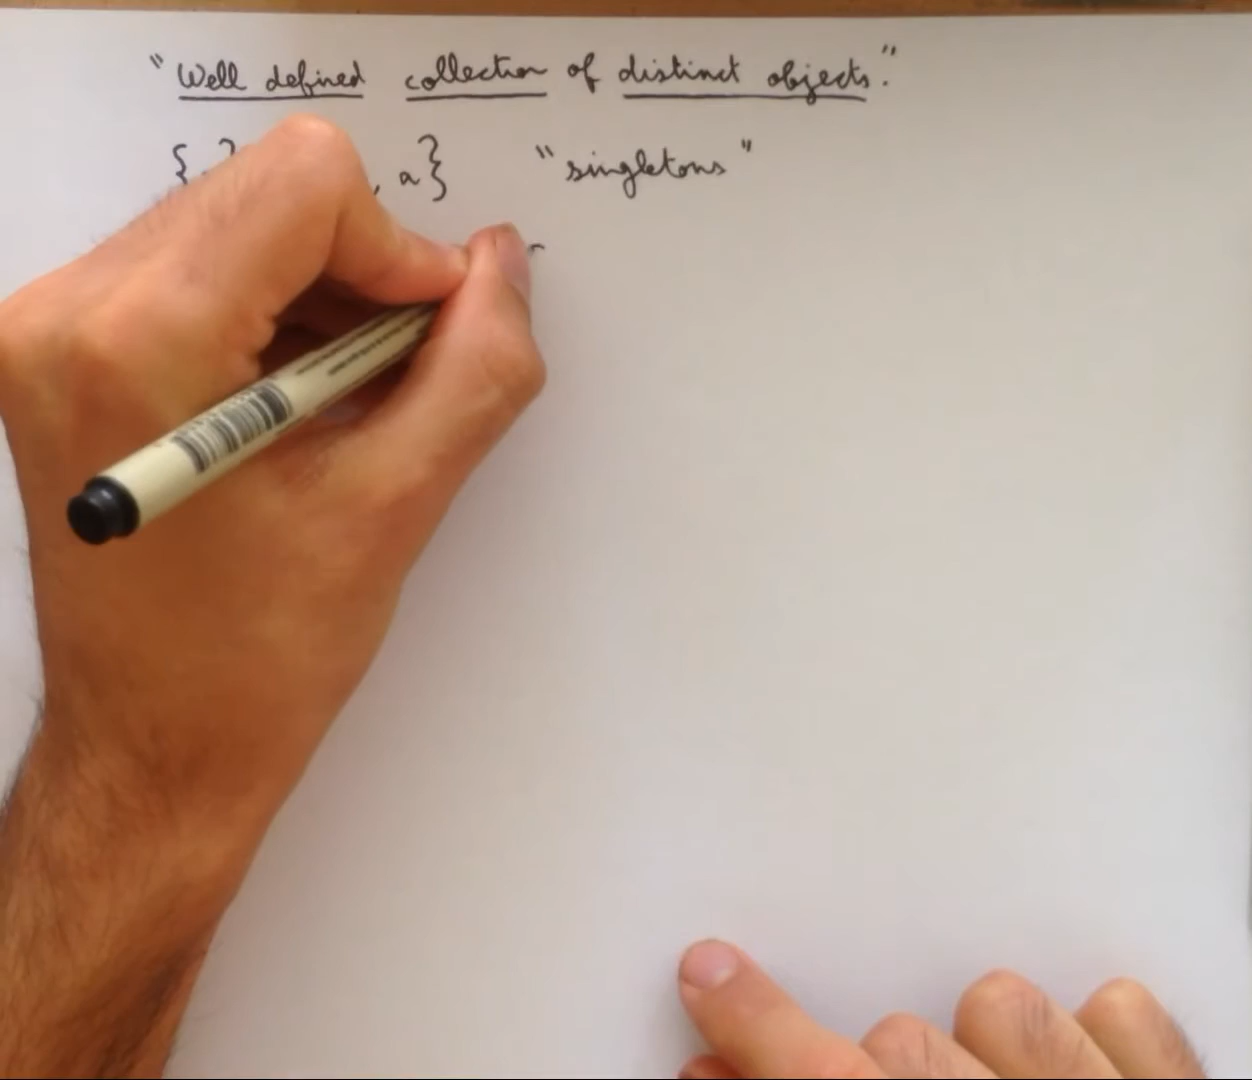 "Well defined collection of distinct objects."
{ } , a} "singletons"